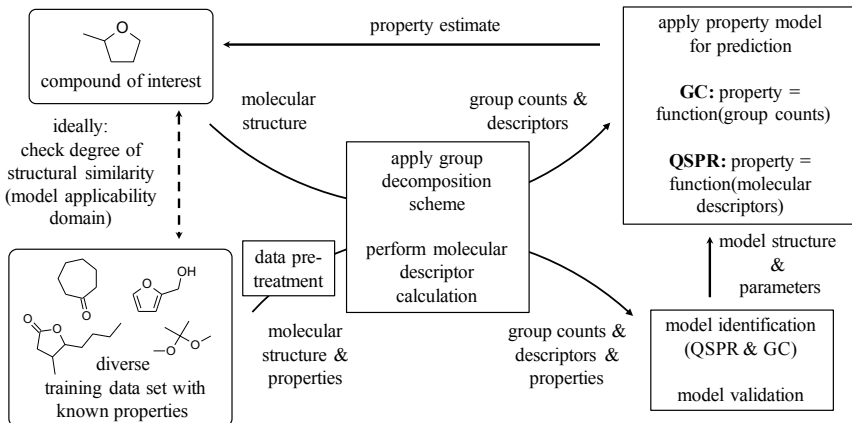 O
compound of interest
property estimate
apply property model
for prediction
GC: property =
function(group counts)
QSPR: property =
function(molecular
descriptors)
ideally:
check degree of
structural similarity
(model applicability
domain)
molecular
structure
group counts &
descriptors
apply group
decomposition
scheme
perform molecular
descriptor
calculation
data pre-
treatment
model structure
&
parameters
O
O
OH
O
O
O
O
diverse
training data set with
known properties
molecular
structure &
properties
group counts &
descriptors &
properties
model identification
(QSPR & GC)
model validation